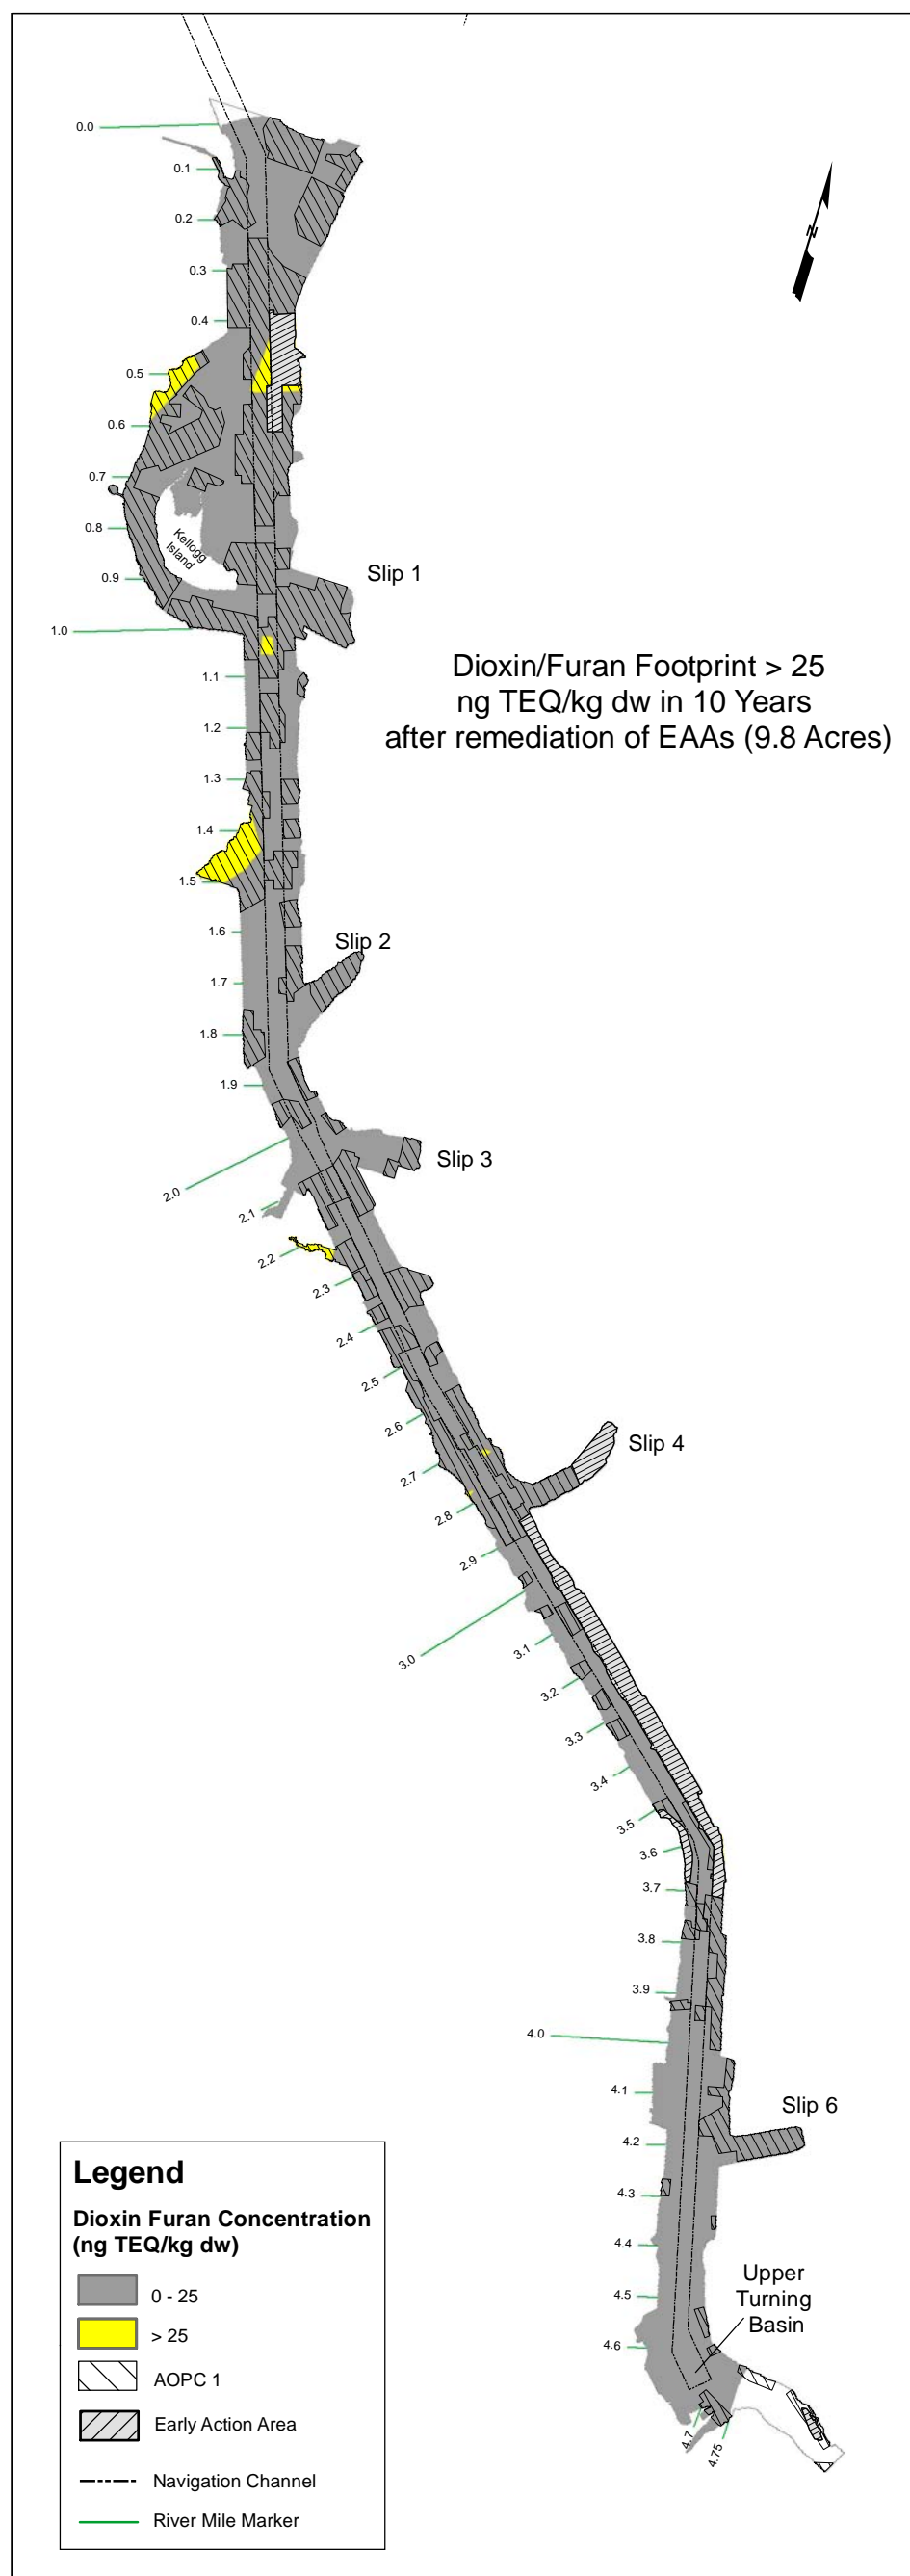 0.0
0.1
N
0.2
0.3
0.4
0.5
0.6
0.7
0.8
Kellogg
Island
0.9
Slip 1
1.0
Dioxin/Furan Footprint > 25
ng TEQ/kg dw in 10 Years
after remediation of EAAs (9.8 Acres)
1.1
1.2
1.3
1.4
1.5
1.6
Slip 2
1.7
1.8
1.9
Slip 3
2.0
2.1
2.2
2.3
2.4
2.5
2.6
Slip 4
2.7
2.8
2.9
3.0
3.1
3.2
3.3
3.4
3.5
3.6
3.7
3.8
3.9
4.0
4.1
Slip 6
4.2
4.3
4.4
Upper
Turning
Basin
4.5
4.6
4.7
4.75
Legend
Dioxin Furan Concentration
(ng TEQ/kg dw)
0 - 25
> 25
AOPC 1
Early Action Area
Navigation Channel
River Mile Marker